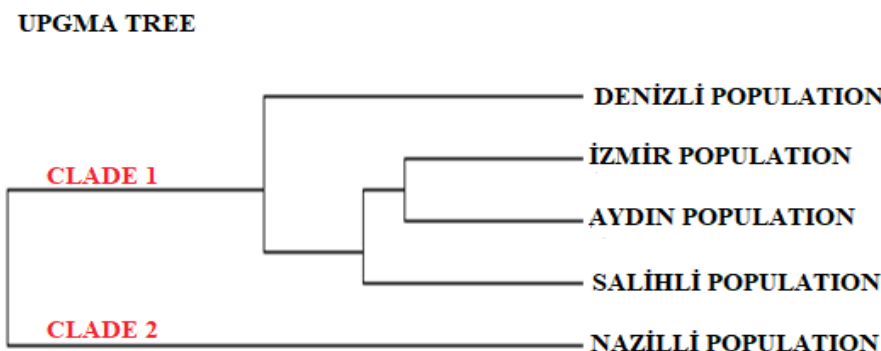 UPGMA TREE
DENİZLİ POPULATION
İZMİR POPULATION
CLADE 1
AYDIN POPULATION
SALİHLİ POPULATION
CLADE 2
NAZİLLİ POPULATION